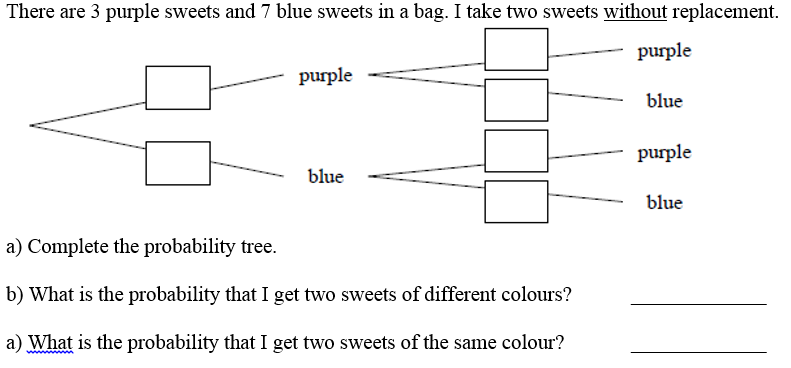 There are 3 purple sweets and 7 blue sweets in a bag. I take two sweets without replacement.
purple
purple
blue
purple
blue
blue
a) Complete the probability tree.
b) What is the probability that I get two sweets of different colours?
a) What is the probability that I get two sweets of the same colour?